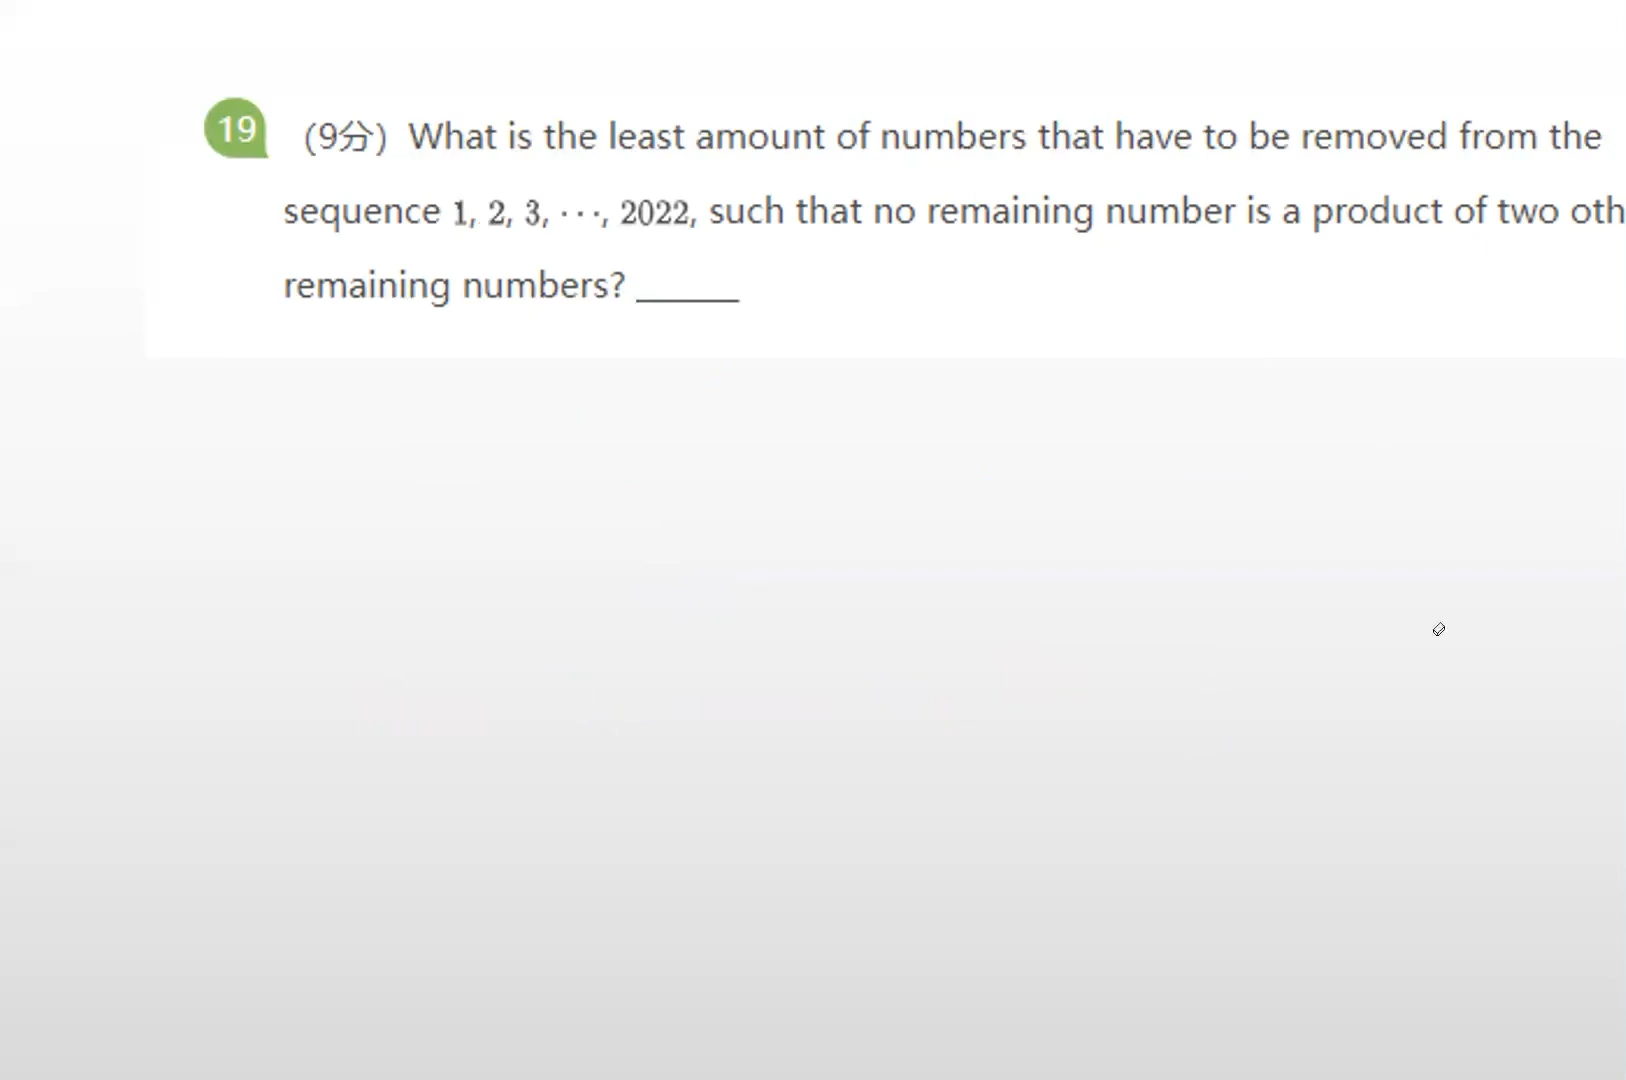 19 (9分) What is the least amount of numbers that have to be removed from the
sequence 1, 2, 3, ···, 2022, such that no remaining number is a product of two oth
remaining numbers? ______